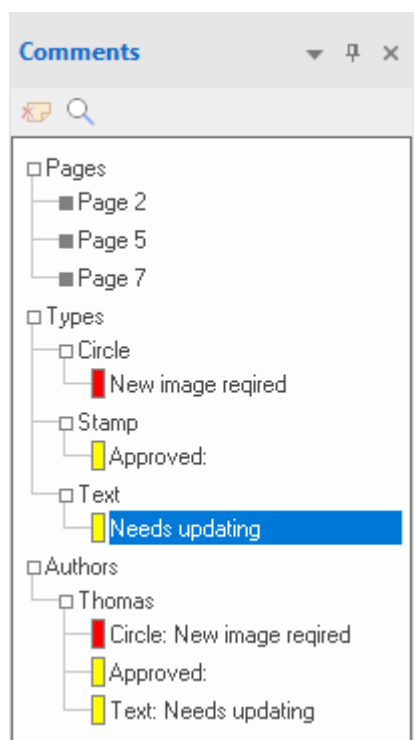 Comments
Pages
Page 2
Page 5
Page 7
Types
Circle
New image reqired
Stamp
Approved:
Text
Needs updating
Authors
Thomas
Circle: New image reqired
Approved:
Text: Needs updating